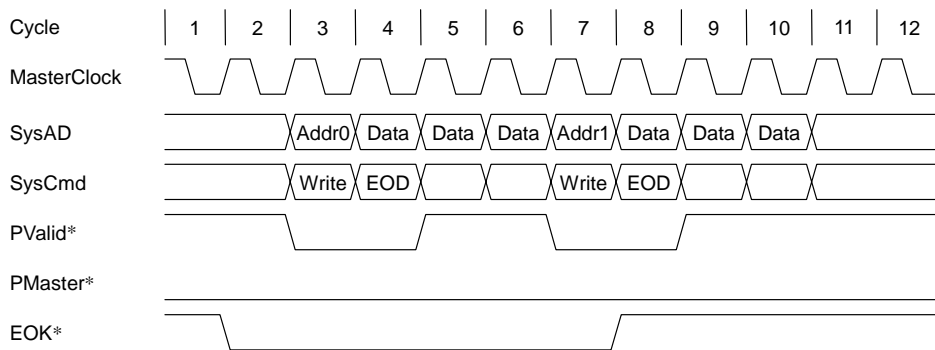 Cycle 1 2 3 4 5 6 7 8 9 10 11 12
MasterClock
SysAD Addr0 Data Data Data Addr1 Data Data Data
SysCmd Write EOD Write EOD
PValid*
PMaster*
EOK*